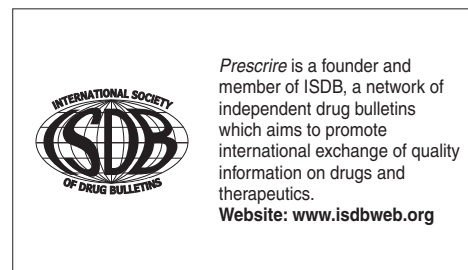 INTERNATIONAL SOCIETY
ISDB
OF DRUG BULLETINS
Prescrire is a founder and
member of ISDB, a network of
independent drug bulletins
which aims to promote
international exchange of quality
information on drugs and
therapeutics.
Website: www.isdbweb.org